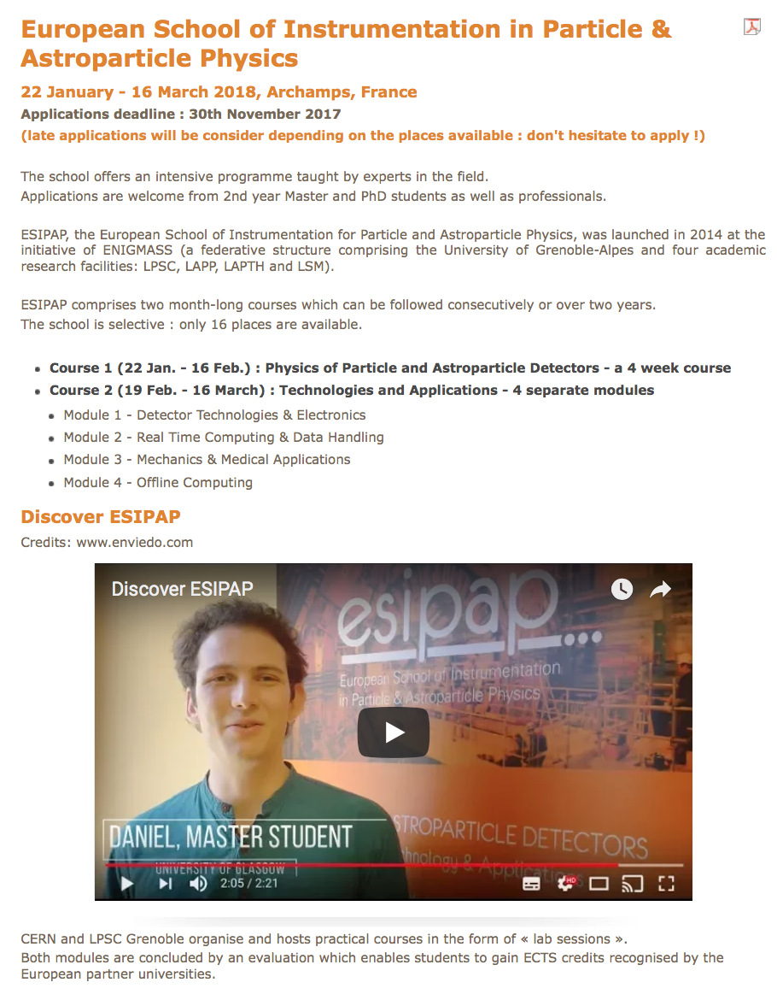 European School of Instrumentation in Particle &
Astroparticle Physics
22 January - 16 March 2018, Archamps, France
Applications deadline : 30th November 2017
(late applications will be consider depending on the places available : don't hesitate to apply !)
The school offers an intensive programme taught by experts in the field.
Applications are welcome from 2nd year Master and PhD students as well as professionals.
ESIPAP, the European School of Instrumentation for Particle and Astroparticle Physics, was launched in 2014 at the
initiative of ENIGMASS (a federative structure comprising the University of Grenoble-Alpes and four academic
research facilities: LPSC, LAPP, LAPTH and LSM).
ESIPAP comprises two month-long courses which can be followed consecutively or over two years.
The school is selective : only 16 places are available.
Course 1 (22 Jan. - 16 Feb.) : Physics of Particle and Astroparticle Detectors - a 4 week course
Course 2 (19 Feb. - 16 March) : Technologies and Applications - 4 separate modules
Module 1 - Detector Technologies & Electronics
Module 2 - Real Time Computing & Data Handling
Module 3 - Mechanics & Medical Applications
Module 4 - Offline Computing
Discover ESIPAP
Credits: www.enviedo.com
Discover ESIPAP
esipap...
European School of Instrumentation
in Particle & Astroparticle Physics
STROPARTICLE DETECTORS
hnology & Applications
DANIEL, MASTER STUDENT
UNIVERSITY OF GLASGOW
2:05 / 2:21
HD
CERN and LPSC Grenoble organise and hosts practical courses in the form of « lab sessions ».
Both modules are concluded by an evaluation which enables students to gain ECTS credits recognised by the
European partner universities.